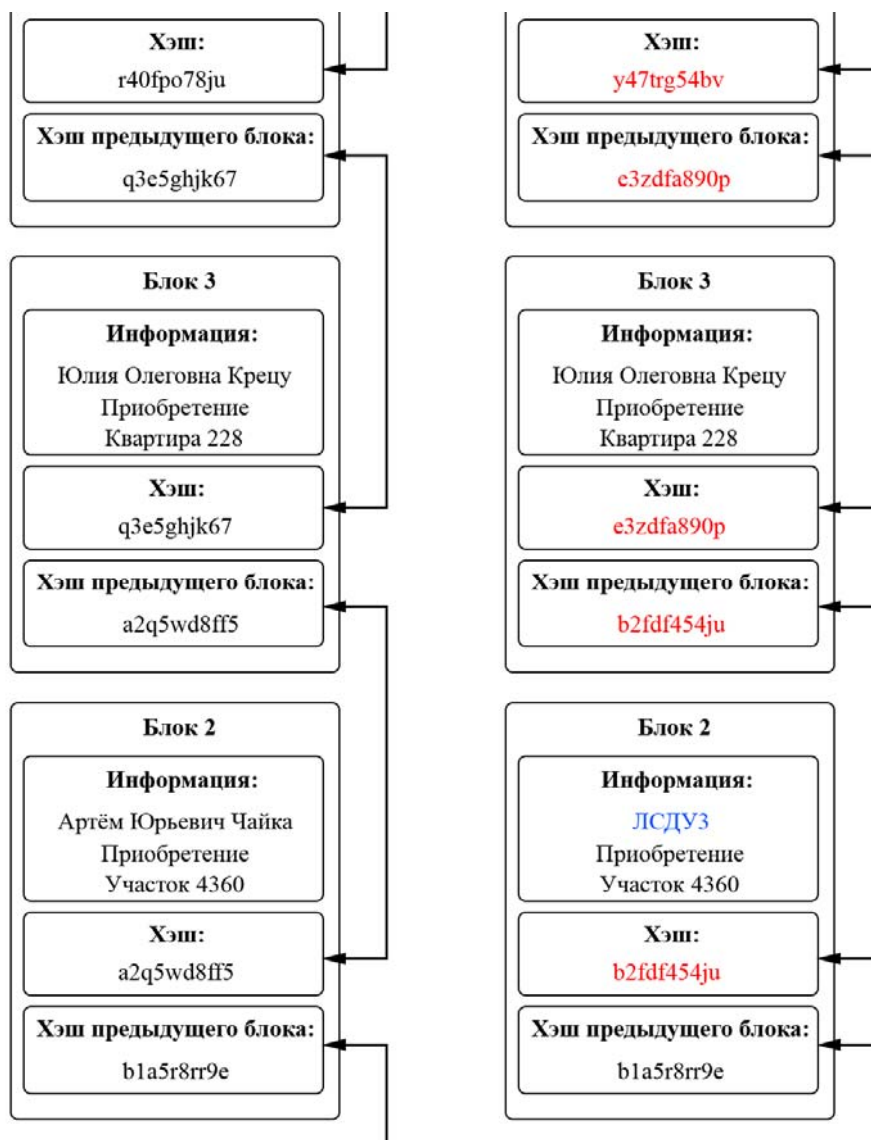 Хэш:
r40fpo78ju
Хэш предыдущего блока:
q3e5ghjk67
Блок 3
Информация:
Юлия Олеговна Крецу
Приобретение
Квартира 228
Хэш:
q3e5ghjk67
Хэш предыдущего блока:
a2q5wd8ff5
Блок 2
Информация:
Артём Юрьевич Чайка
Приобретение
Участок 4360
Хэш:
a2q5wd8ff5
Хэш предыдущего блока:
b1a5r8rr9e
Хэш:
y47trg54bv
Хэш предыдущего блока:
e3zdfa890p
Блок 3
Информация:
Юлия Олеговна Крецу
Приобретение
Квартира 228
Хэш:
e3zdfa890p
Хэш предыдущего блока:
b2fdf454ju
Блок 2
Информация:
ЛСДУ3
Приобретение
Участок 4360
Хэш:
b2fdf454ju
Хэш предыдущего блока:
b1a5r8rr9e